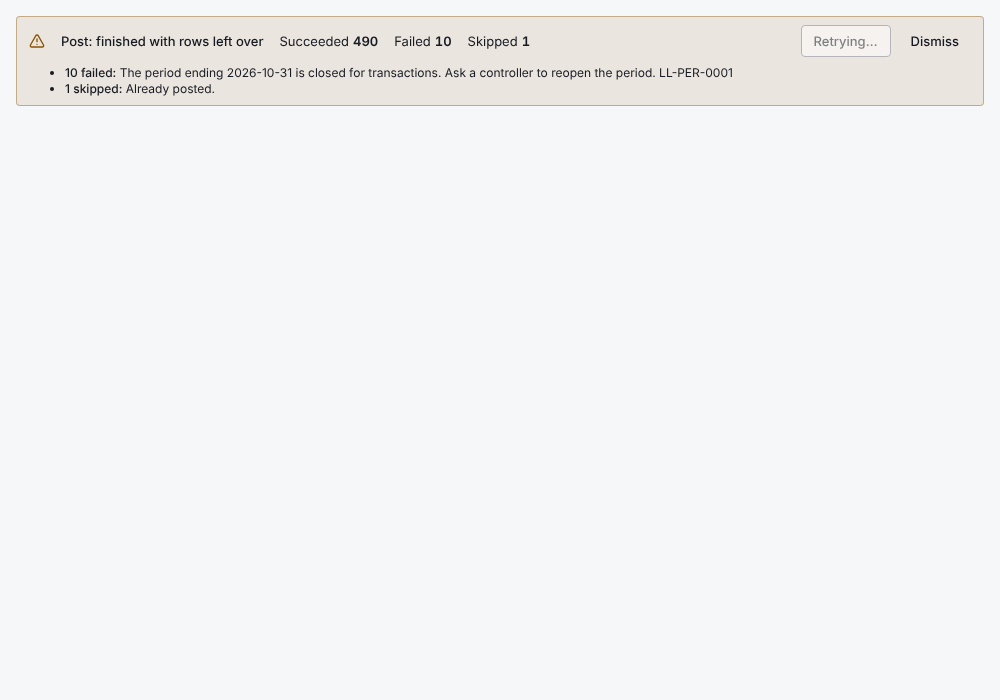 Post: finished with rows left over Succeeded 490 Failed 10 Skipped 1 Retrying... Dismiss
10 failed: The period ending 2026-10-31 is closed for transactions. Ask a controller to reopen the period. LL-PER-0001
1 skipped: Already posted.